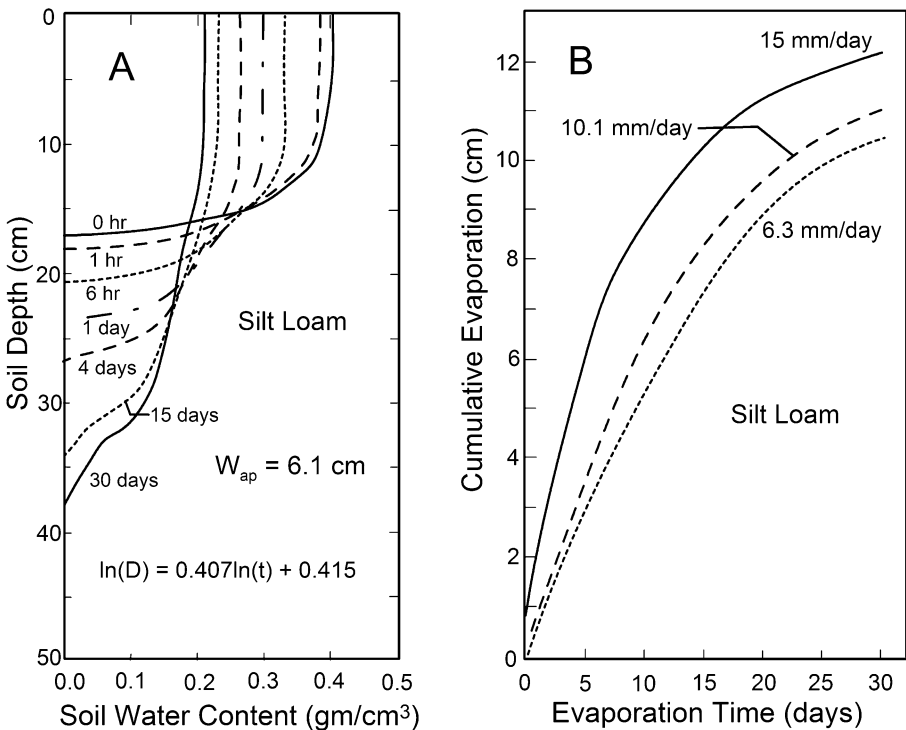 A
0
10
20
30
40
50
Soil Depth (cm)
0 hr
1 hr
6 hr
1 day
4 days
15 days
30 days
Silt Loam
Wap = 6.1 cm
ln(D) = 0.407ln(t) + 0.415
0.0 0.1 0.2 0.3 0.4 0.5
Soil Water Content (gm/cm³)
B
12
10
8
6
4
2
0
Cumulative Evaporation (cm)
15 mm/day
10.1 mm/day
6.3 mm/day
Silt Loam
0 5 10 15 20 25 30
Evaporation Time (days)